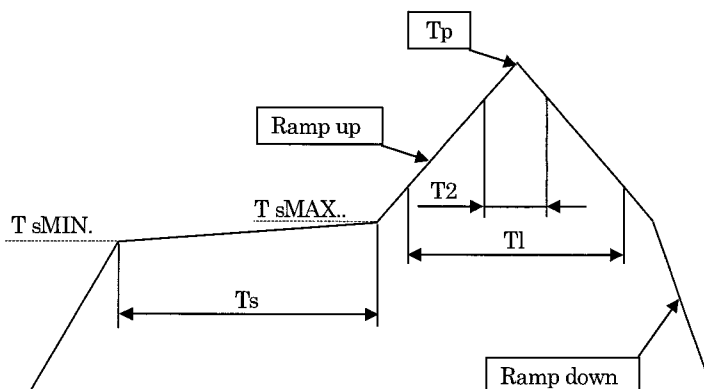 Tp
Ramp up
T2
T sMAX..
T sMIN.
Tl
Ts
Ramp down